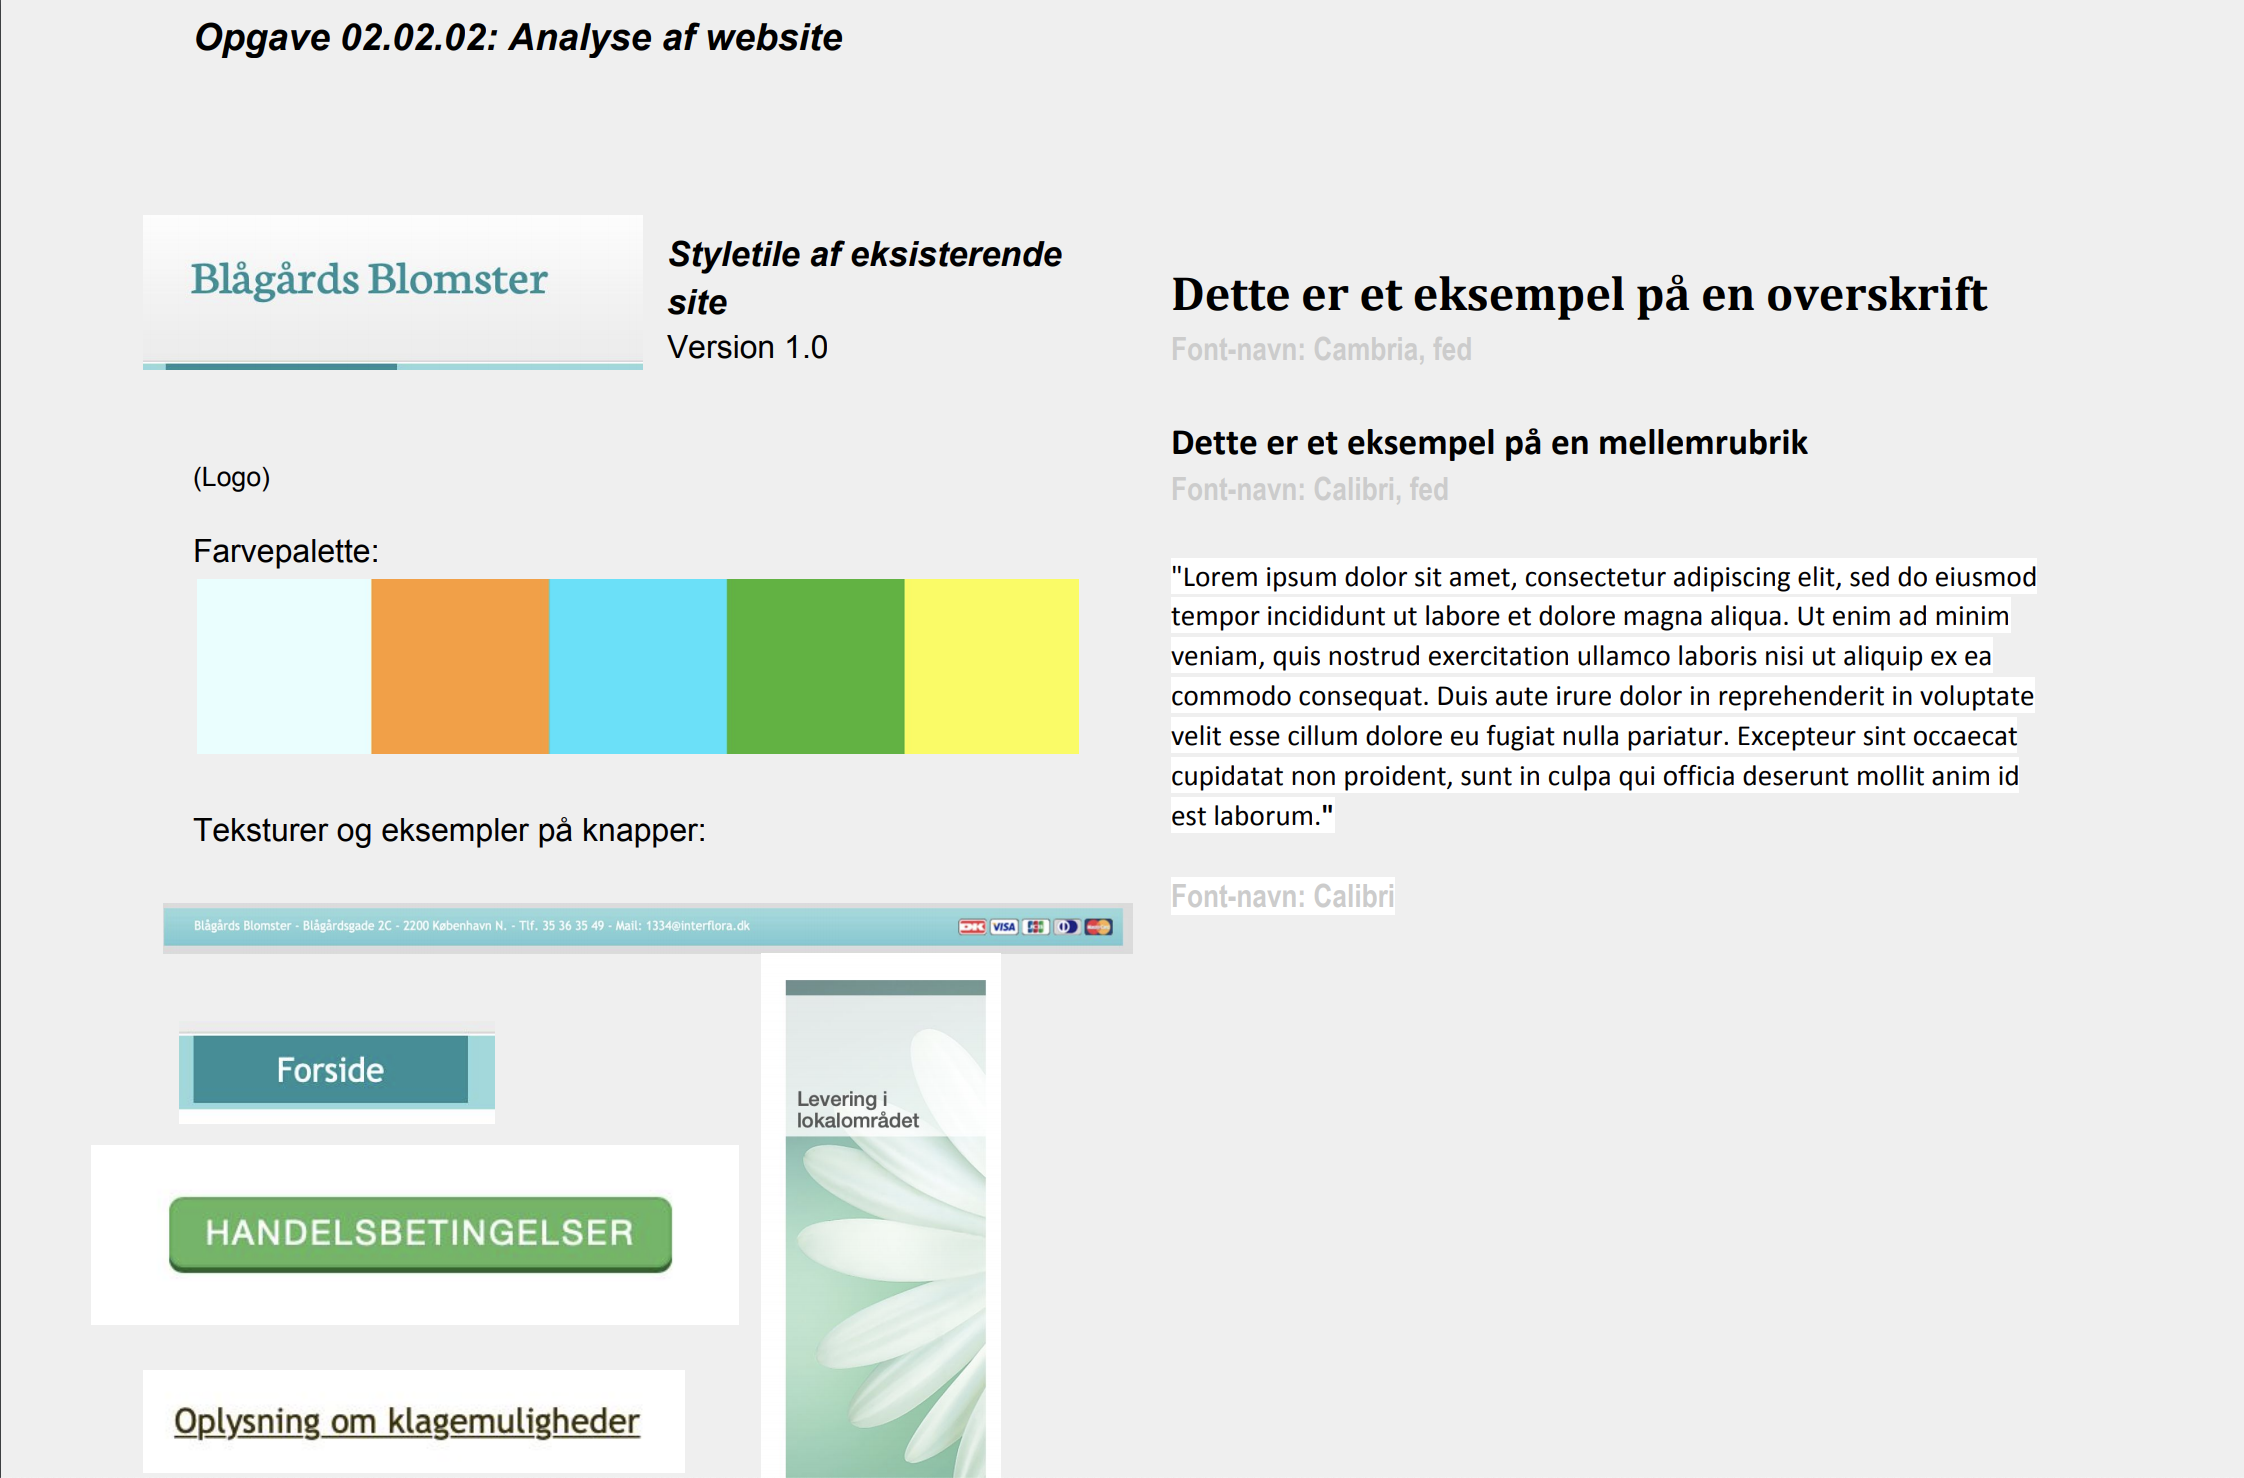 Opgave 02.02.02: Analyse af website
Blågårds Blomster
Styletile af eksisterende
site
Version 1.0
(Logo)
Farvepalette:
Teksturer og eksempler på knapper:
Blågårds Blomster - Blågårdsgade 2C - 2200 København N. - Tlf. 35 36 35 49 - Mail: 1334@interflora.dk
DK VISA JCB
Forside
Levering i
lokalområdet
HANDELSBETINGELSER
Oplysning om klagemuligheder
Dette er et eksempel på en overskrift
Font-navn: Cambria, fed
Dette er et eksempel på en mellemrubrik
Font-navn: Calibri, fed
"Lorem ipsum dolor sit amet, consectetur adipiscing elit, sed do eiusmod
tempor incididunt ut labore et dolore magna aliqua. Ut enim ad minim
veniam, quis nostrud exercitation ullamco laboris nisi ut aliquip ex ea
commodo consequat. Duis aute irure dolor in reprehenderit in voluptate
velit esse cillum dolore eu fugiat nulla pariatur. Excepteur sint occaecat
cupidatat non proident, sunt in culpa qui officia deserunt mollit anim id
est laborum."
Font-navn: Calibri